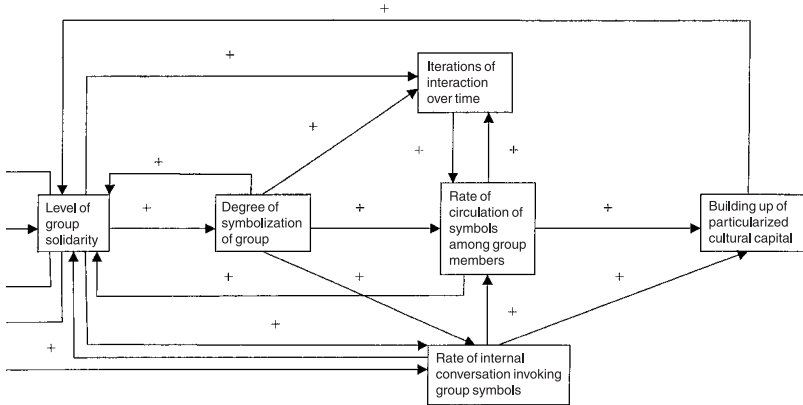 +
+
Iterations of
interaction
over time
+
+
+
+
Level of
group
solidarity
+
Degree of
symbolization
of group
+
Rate of
circulation of
symbols
among group
members
+
Building up of
particularized
cultural capital
+
+
+
+
+
+
Rate of internal
conversation invoking
group symbols